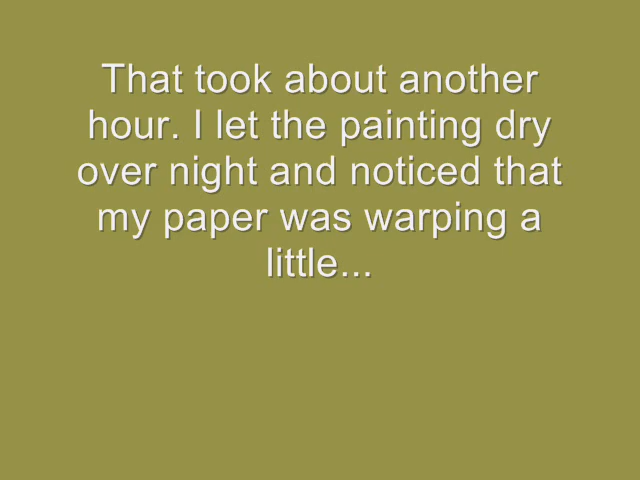 That took about another
hour. I let the painting dry
over night and noticed that
my paper was warping a
little...